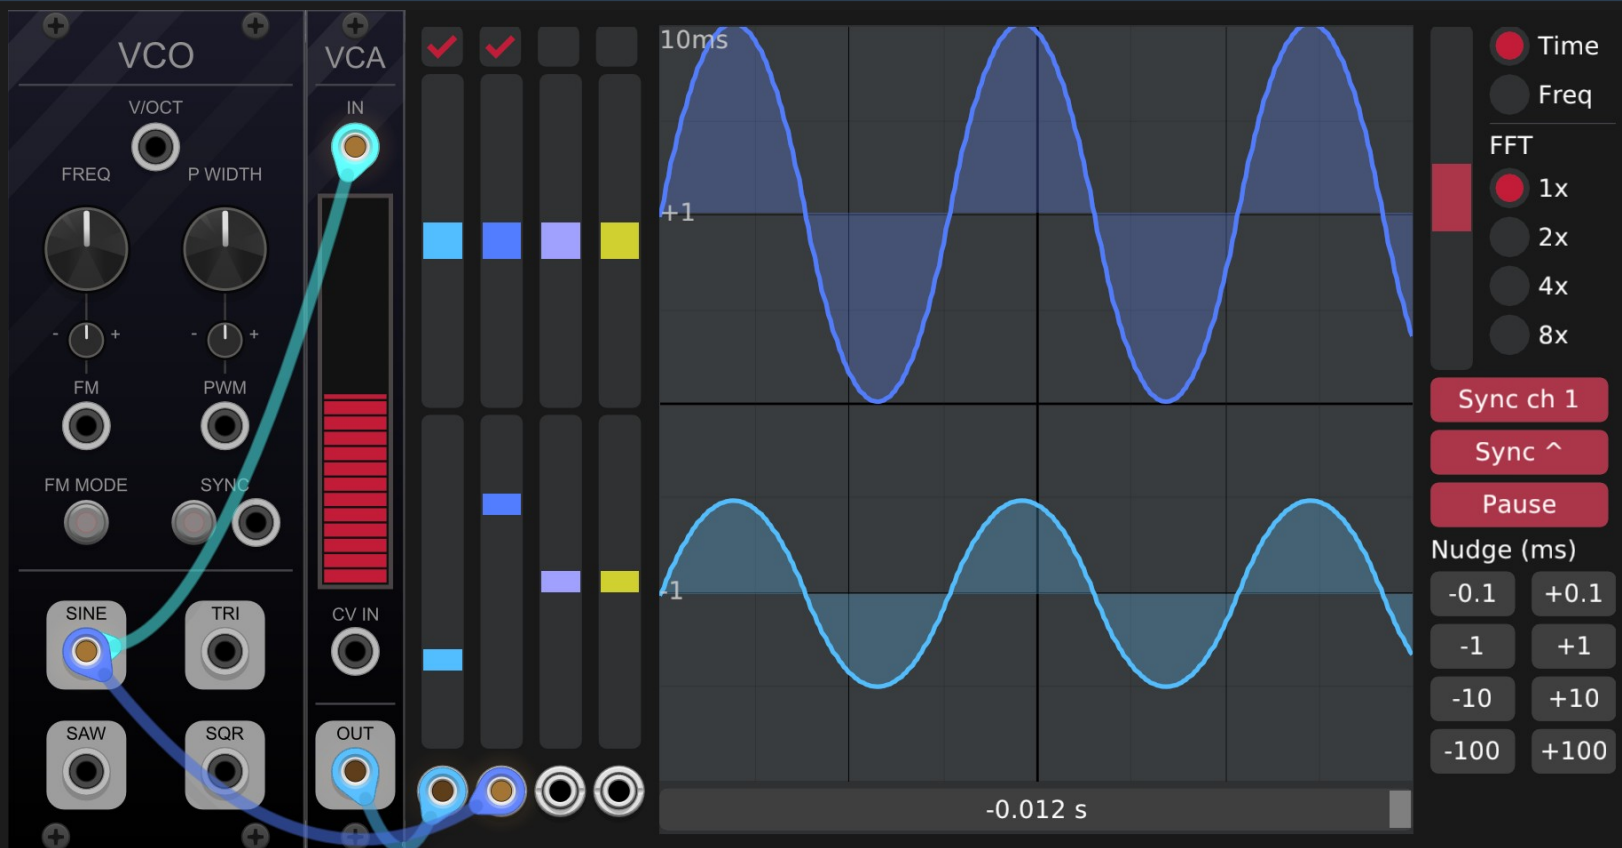 VCO
V/OCT
FREQ
P WIDTH
- +
- +
FM
PWM
FM MODE
SYNC
SINE
TRI
SAW
SQR
VCA
IN
CV IN
OUT
10ms
+1
-1
-0.012 s
Time
Freq
FFT
1x
2x
4x
8x
Sync ch 1
Sync ^
Pause
Nudge (ms)
-0.1 +0.1
-1 +1
-10 +10
-100 +100